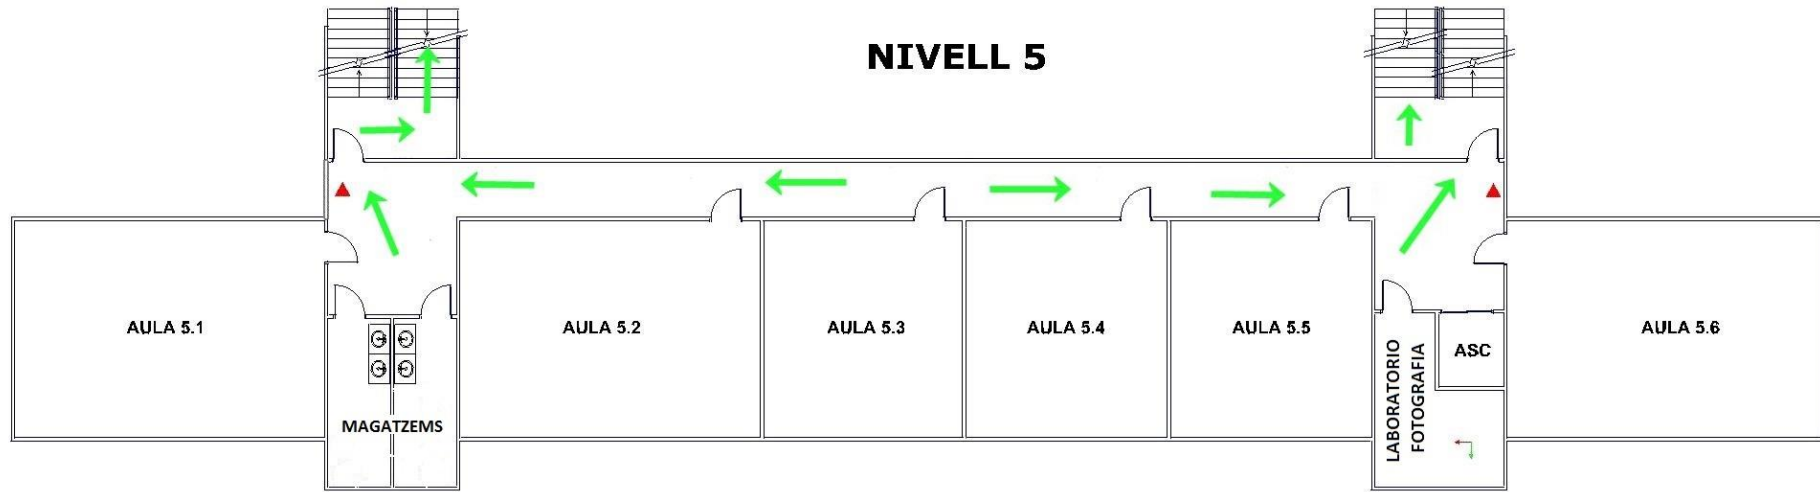 NIVELL 5
AULA 5.1
MAGATZEMS
AULA 5.2
AULA 5.3
AULA 5.4
AULA 5.5
LABORATORIO
FOTOGRAFIA
ASC
AULA 5.6